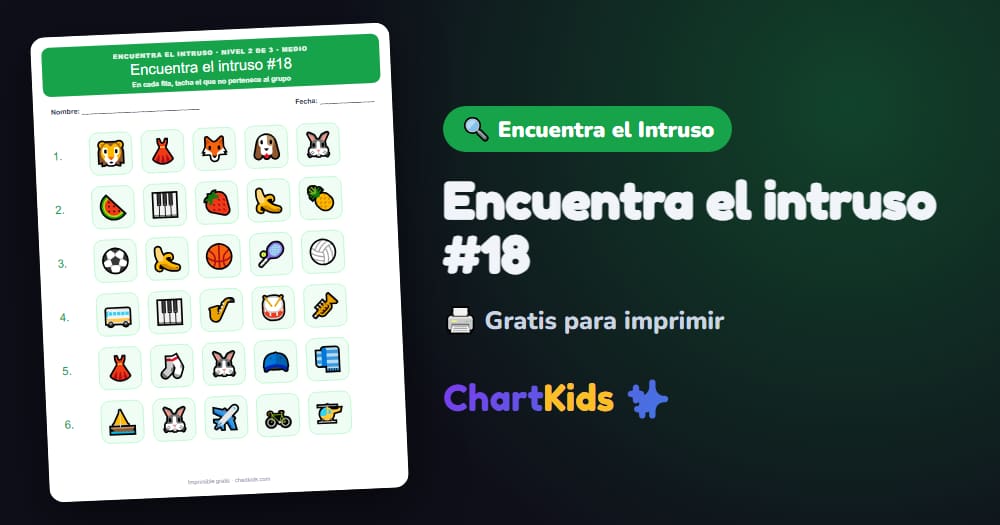 ENCUENTRA EL INTRUSO · NIVEL 2 DE 3 · MEDIO
Encuentra el intruso #18
En cada fila, tacha el que no pertenece al grupo
Nombre: ____________________
Fecha: ____________________
1.
2.
3.
4.
5.
6.
Imprimible gratis · chartkids.com
Encuentra el Intruso
Encuentra el intruso
#18
Gratis para imprimir
ChartKids